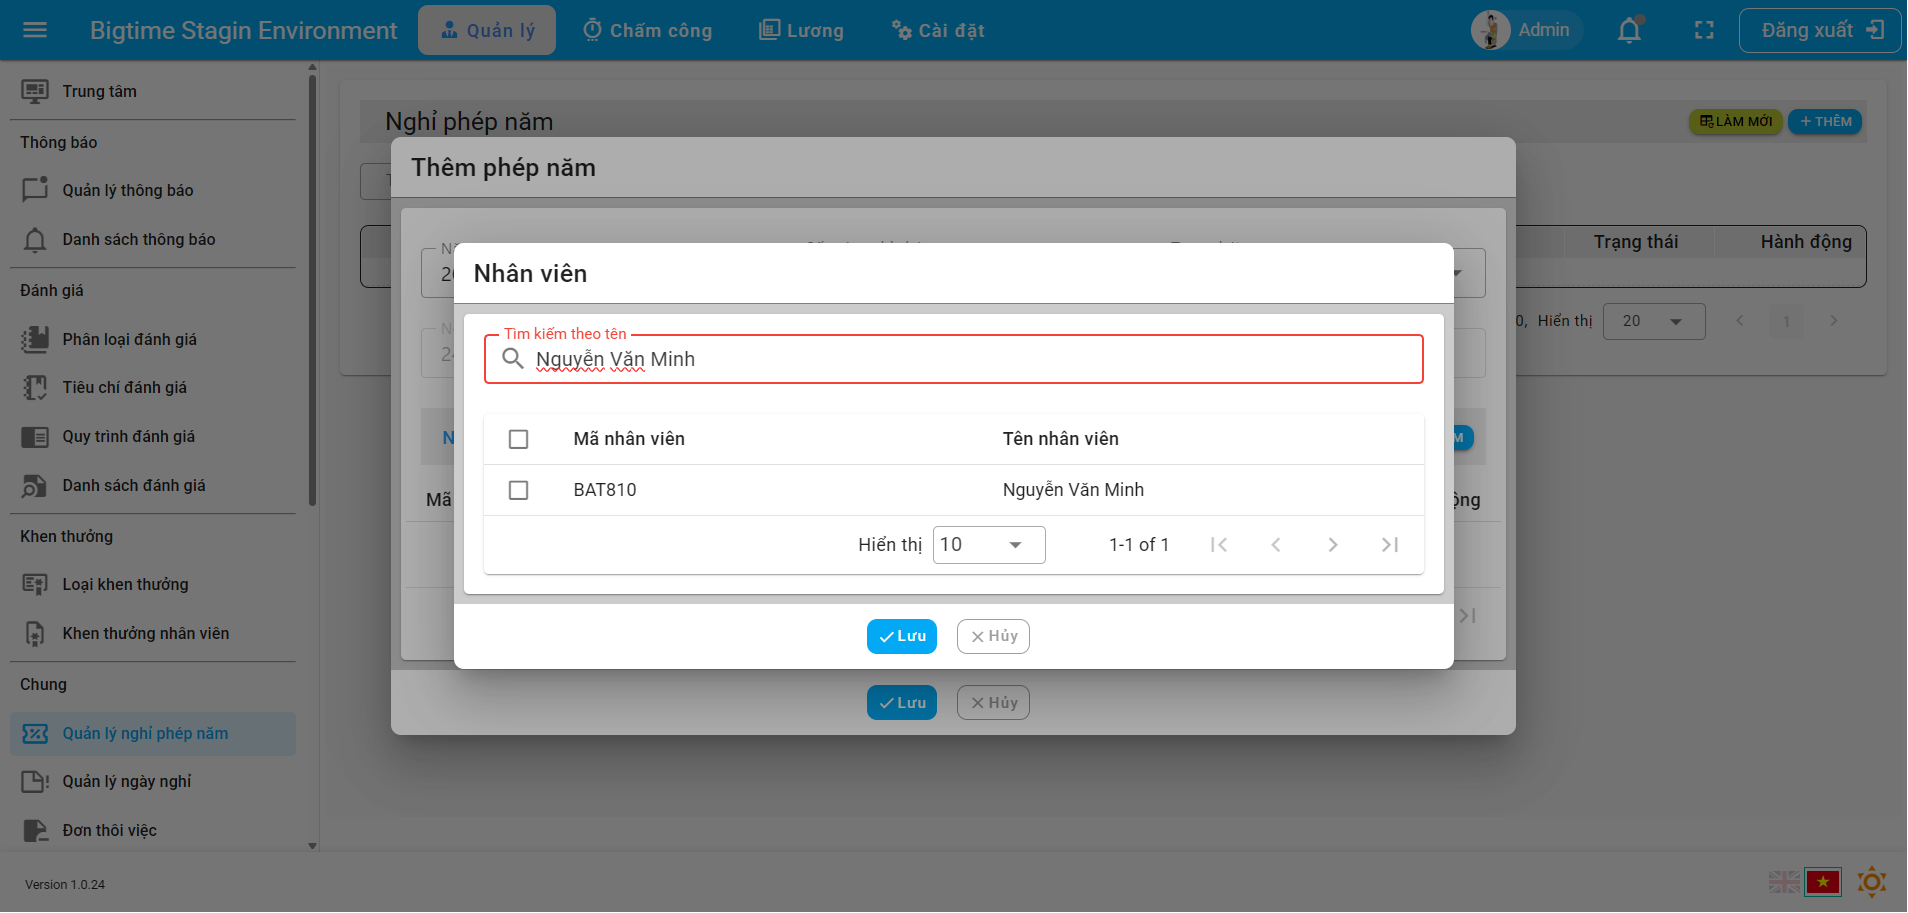 Bigtime Stagin Environment
Quản lý
Chấm công
Lương
Cài đặt
Admin
Đăng xuất
Trung tâm
Thông báo
Quản lý thông báo
Danh sách thông báo
Đánh giá
Phân loại đánh giá
Tiêu chí đánh giá
Quy trình đánh giá
Danh sách đánh giá
Khen thưởng
Loại khen thưởng
Khen thưởng nhân viên
Chung
Quản lý nghỉ phép năm
Quản lý ngày nghỉ
Đơn thôi việc
Nghỉ phép năm
LÀM MỚI
+ THÊM
Trạng thái
Hành động
0, Hiển thị
20
1
Thêm phép năm
Mã
Nhân viên
Tìm kiếm theo tên
Nguyễn Văn Minh
Mã nhân viên
Tên nhân viên
BAT810
Nguyễn Văn Minh
Hiển thị
10
1-1 of 1
Lưu
Hủy
Lưu
Hủy
Version 1.0.24